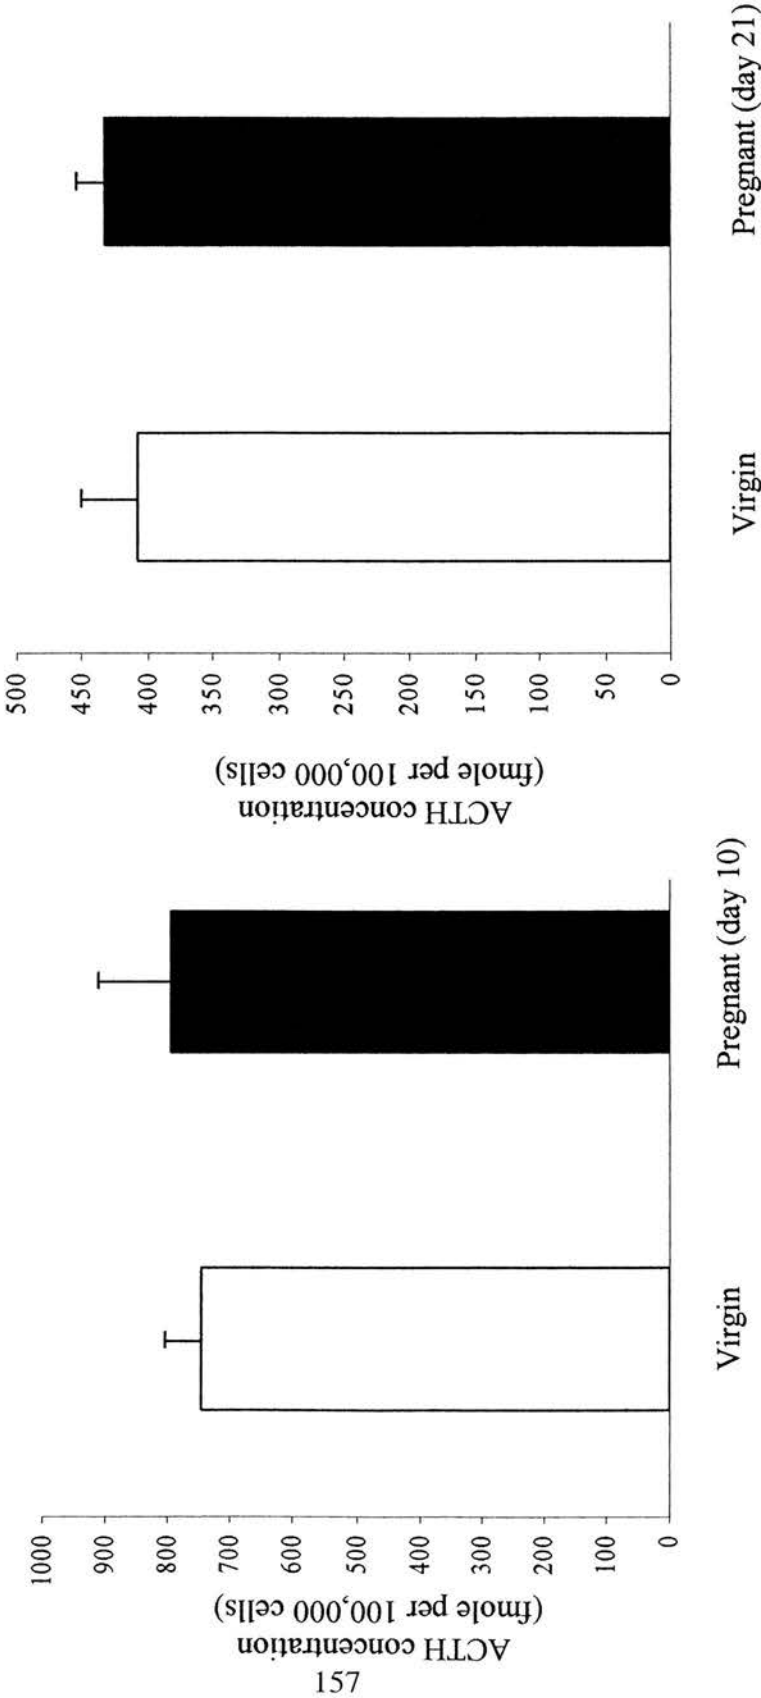 ACTH concentration
(fmole per 100,000 cells)
1000
900
800
700
600
500
400
300
200
100
0
Virgin
Pregnant (day 10)
ACTH concentration
(fmole per 100,000 cells)
500
450
400
350
300
250
200
150
100
50
0
Virgin
Pregnant (day 21)
157